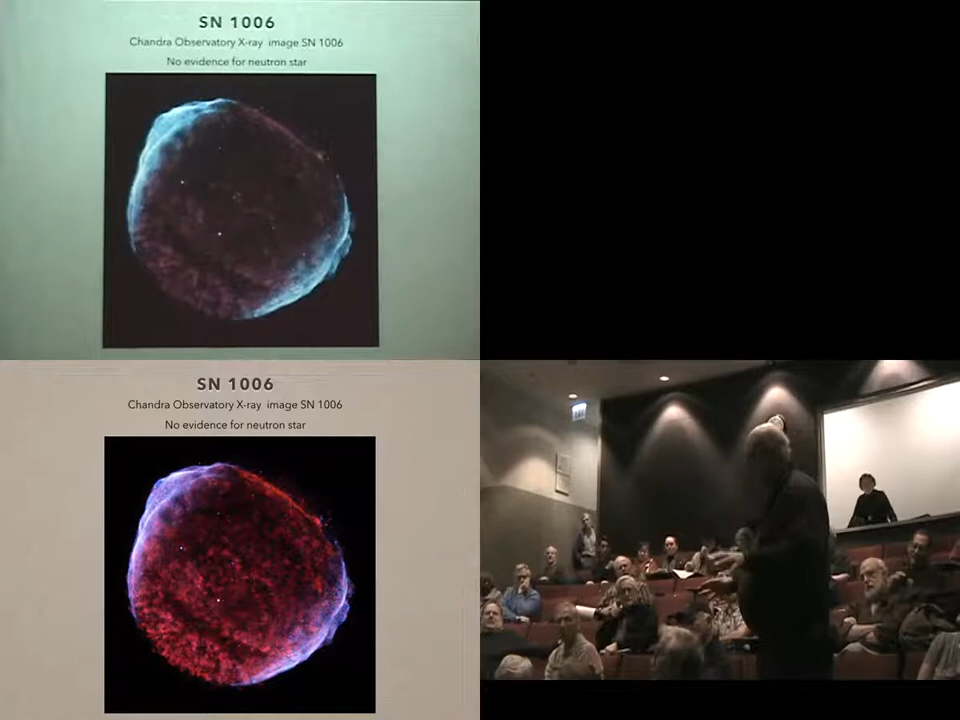 SN 1006
Chandra Observatory X-ray image SN 1006
No evidence for neutron star
SN 1006
Chandra Observatory X-ray image SN 1006
No evidence for neutron star